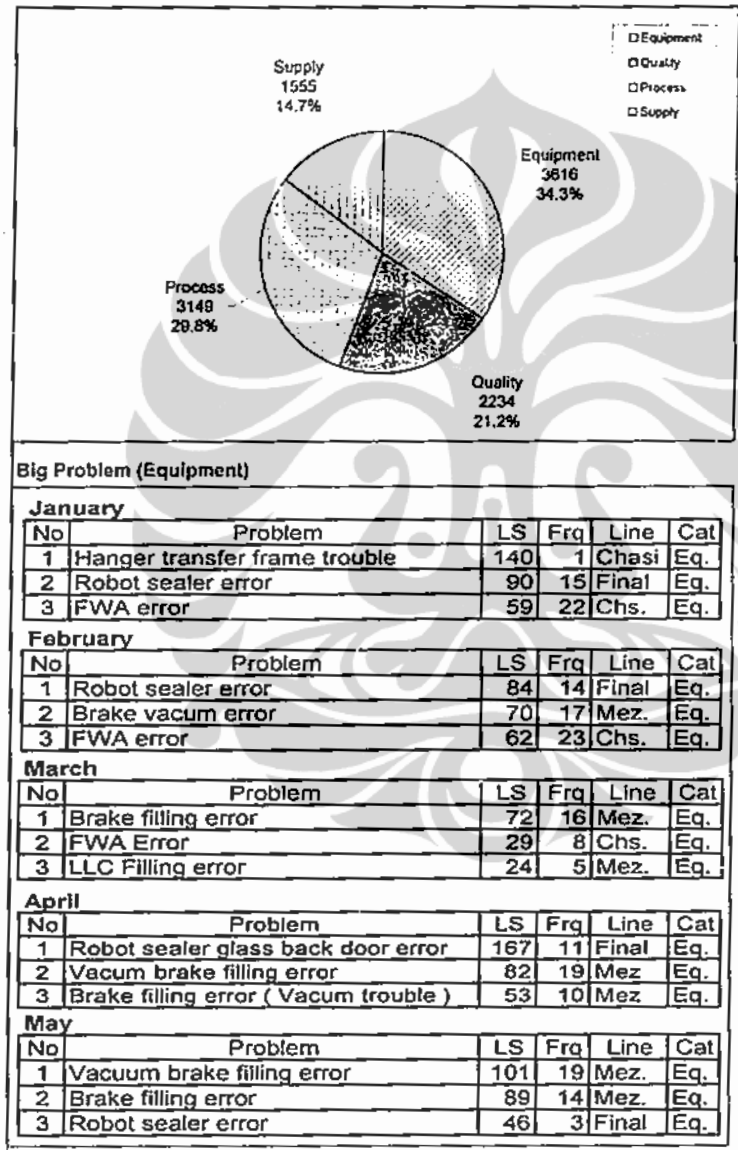 Equipment
Quality
Process
Supply
Supply
1555
14.7%
Equipment
3616
34.3%
Process
3149
29.8%
Quality
2234
21.2%
Big Problem (Equipment)
January
No Problem LS Frq Line Cat
1 Hanger transfer frame trouble 140 1 Chasi Eq.
2 Robot sealer error 90 15 Final Eq.
3 FWA error 59 22 Chs. Eq.
February
No Problem LS Frq Line Cat
1 Robot sealer error 84 14 Final Eq.
2 Brake vacum error 70 17 Mez. Eq.
3 FWA error 62 23 Chs. Eq.
March
No Problem LS Frq Line Cat
1 Brake filling error 72 16 Mez. Eq.
2 FWA Error 29 8 Chs. Eq.
3 LLC Filling error 24 5 Mez. Eq.
April
No Problem LS Frq Line Cat
1 Robot sealer glass back door error 167 11 Final Eq.
2 Vacum brake filling error 82 19 Mez Eq.
3 Brake filling error ( Vacum trouble ) 53 10 Mez Eq.
May
No Problem LS Frq Line Cat
1 Vacuum brake filling error 101 19 Mez. Eq.
2 Brake filling error 89 14 Mez. Eq.
3 Robot sealer error 46 3 Final Eq.